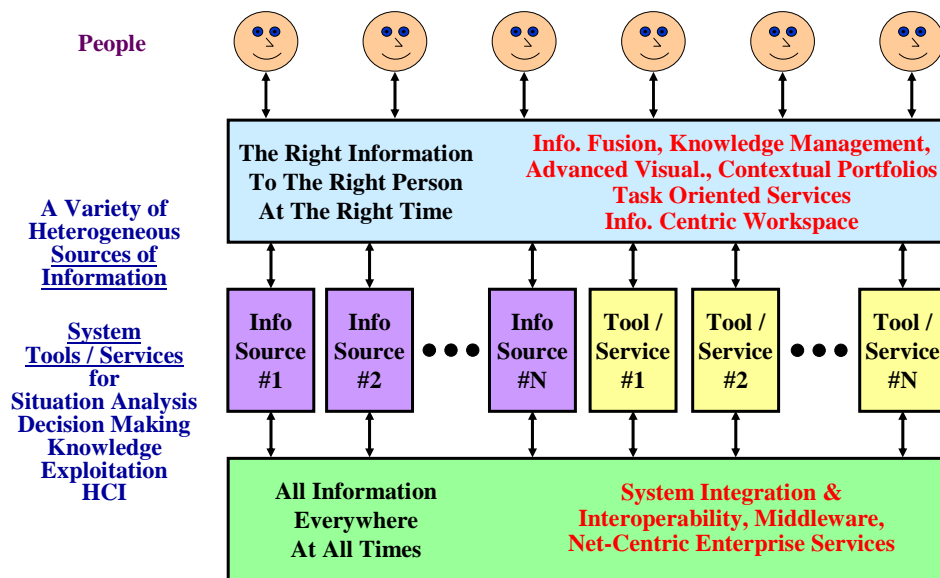 People
The Right Information
To The Right Person
At The Right Time
Info. Fusion, Knowledge Management,
Advanced Visual., Contextual Portfolios
Task Oriented Services
Info. Centric Workspace
A Variety of
Heterogeneous
Sources of
Information
System
Tools / Services
for
Situation Analysis
Decision Making
Knowledge
Exploitation
HCI
Info
Source
#1
Info
Source
#2
Info
Source
#N
Tool /
Service
#1
Tool /
Service
#2
Tool /
Service
#N
All Information
Everywhere
At All Times
System Integration &
Interoperability, Middleware,
Net-Centric Enterprise Services